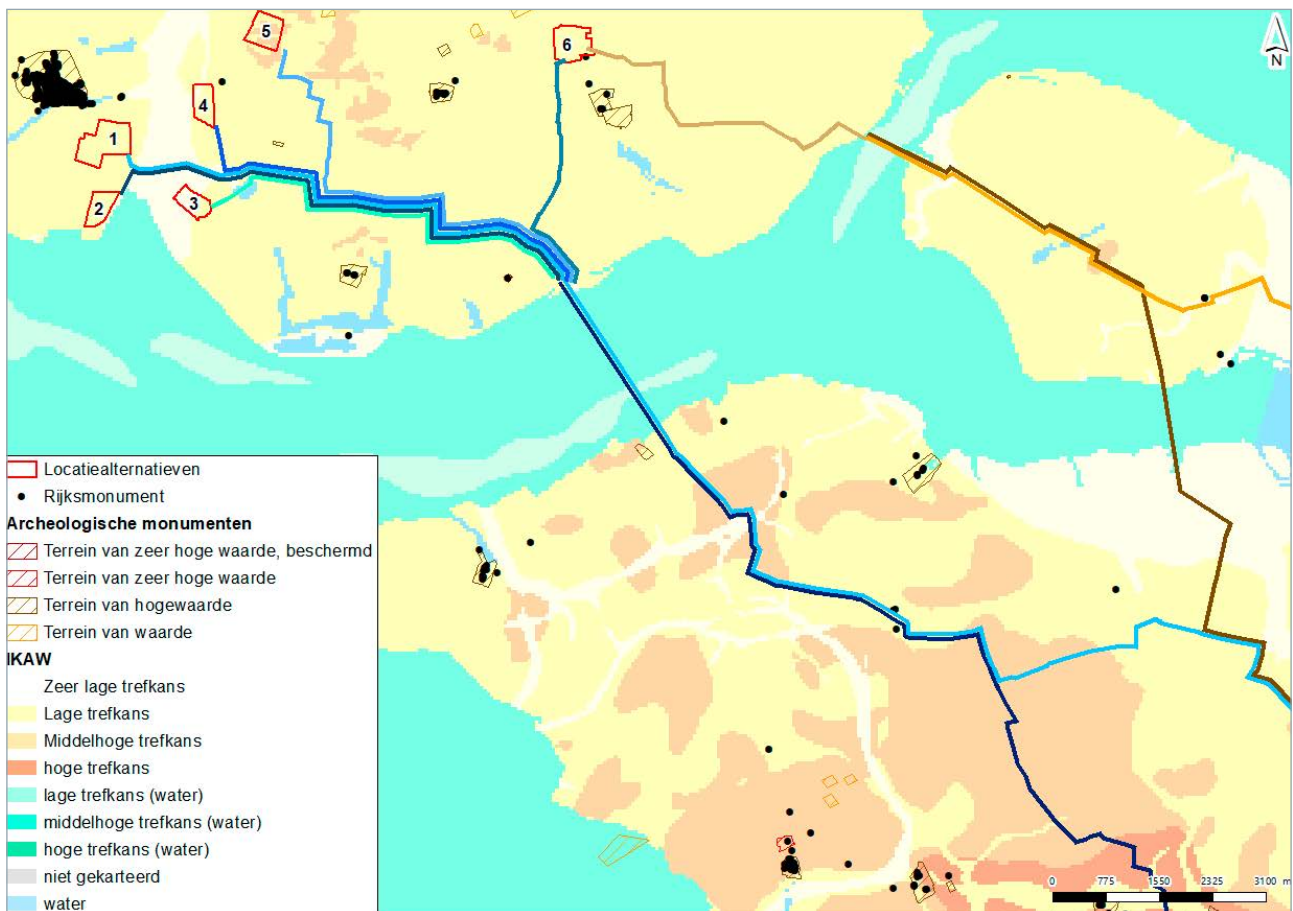 5
6
N
4
1
2
3
Locatiealternatieven
Rijksmonument
Archeologische monumenten
Terrein van zeer hoge waarde, beschermd
Terrein van zeer hoge waarde
Terrein van hogewaarde
Terrein van waarde
IKAW
Zeer lage trefkans
Lage trefkans
Middelhoge trefkans
hoge trefkans
lage trefkans (water)
middelhoge trefkans (water)
hoge trefkans (water)
niet gekarteerd
water
0 775 1550 2325 3100 m